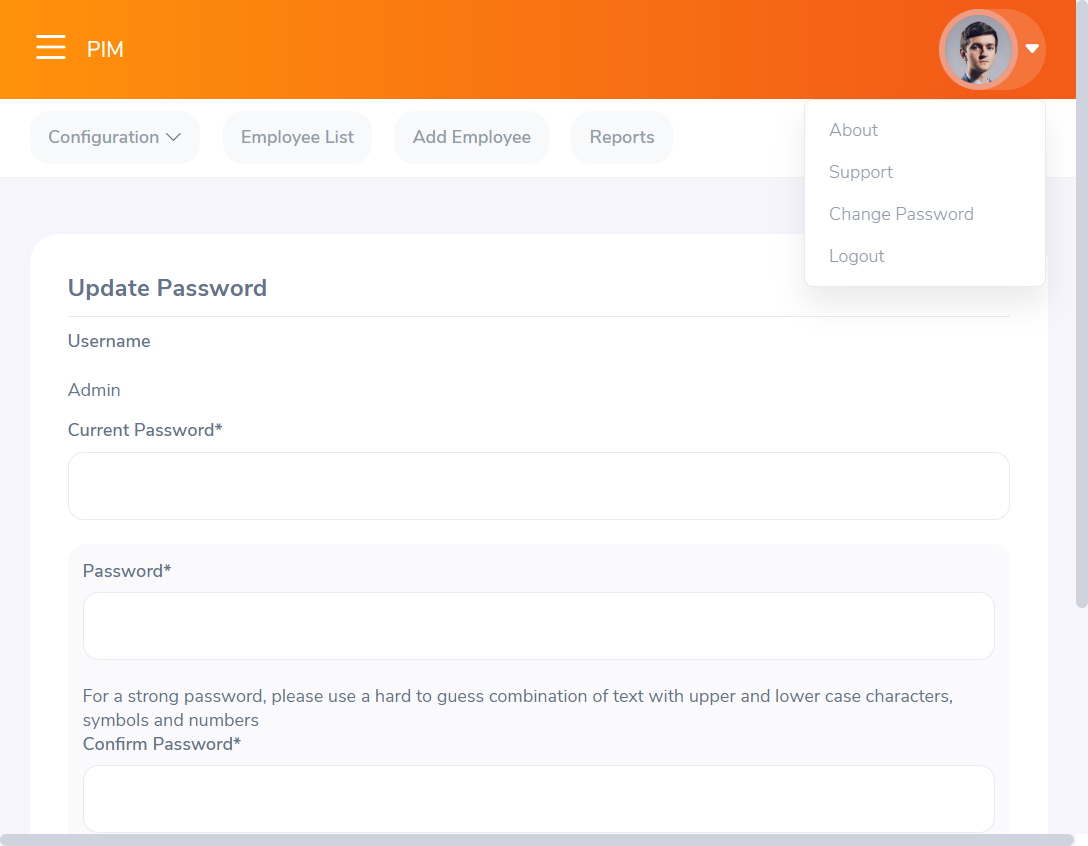 PIM
Configuration
Employee List
Add Employee
Reports
About
Support
Change Password
Logout
Update Password
Username
Admin
Current Password*
Password*
For a strong password, please use a hard to guess combination of text with upper and lower case characters,
symbols and numbers
Confirm Password*